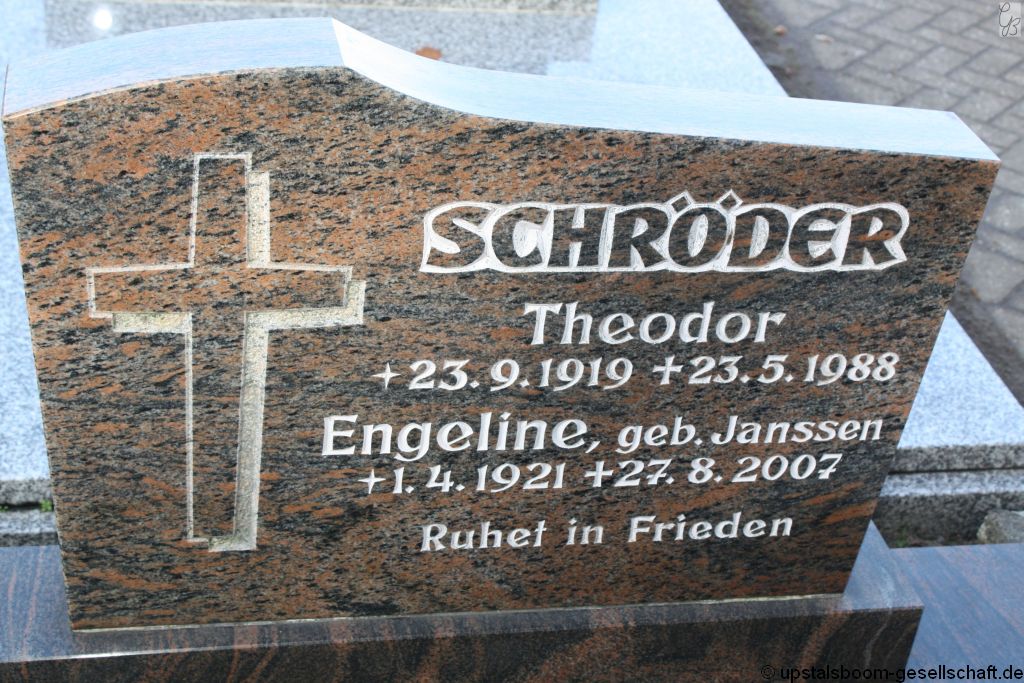 SCHRÖDER
Theodor
+23.9.1919 +23.5.1988
Engeline, geb. Janssen
+1.4.1921 +27.8.2007
Ruhet in Frieden
© upstalsboom-gesellschaft.de